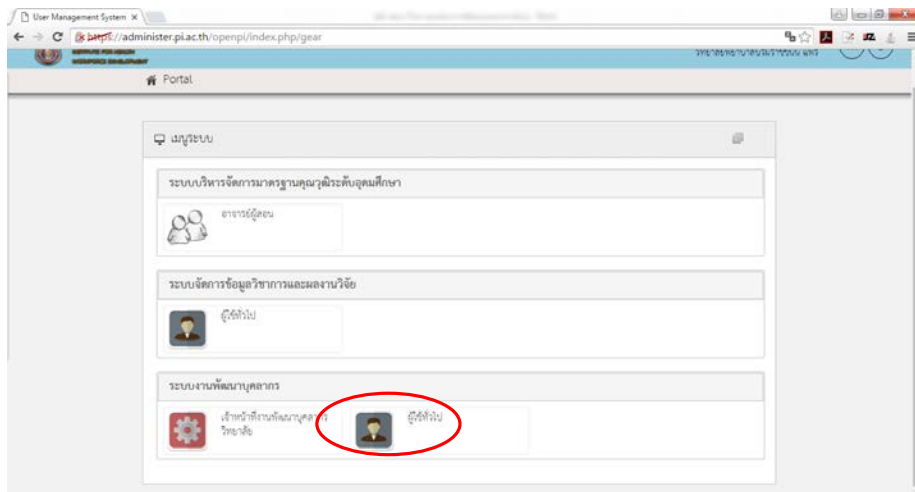 User Management System
https://administer.pi.ac.th/openpi/index.php/gear
INSTITUTE FOR HEALTH
WORKFORCE DEVELOPMENT
Portal
เมนูระบบ
ระบบบริหารจัดการมาตรฐานคุณวุฒิระดับอุดมศึกษา
อาจารย์ผู้สอน
ระบบจัดการข้อมูลวิชาการและผลงานวิจัย
ผู้ใช้ทั่วไป
ระบบงานพัฒนาบุคลากร
เจ้าหน้าที่งานพัฒนาบุคลากร ผู้ใช้ทั่วไป
วิทยาลัย